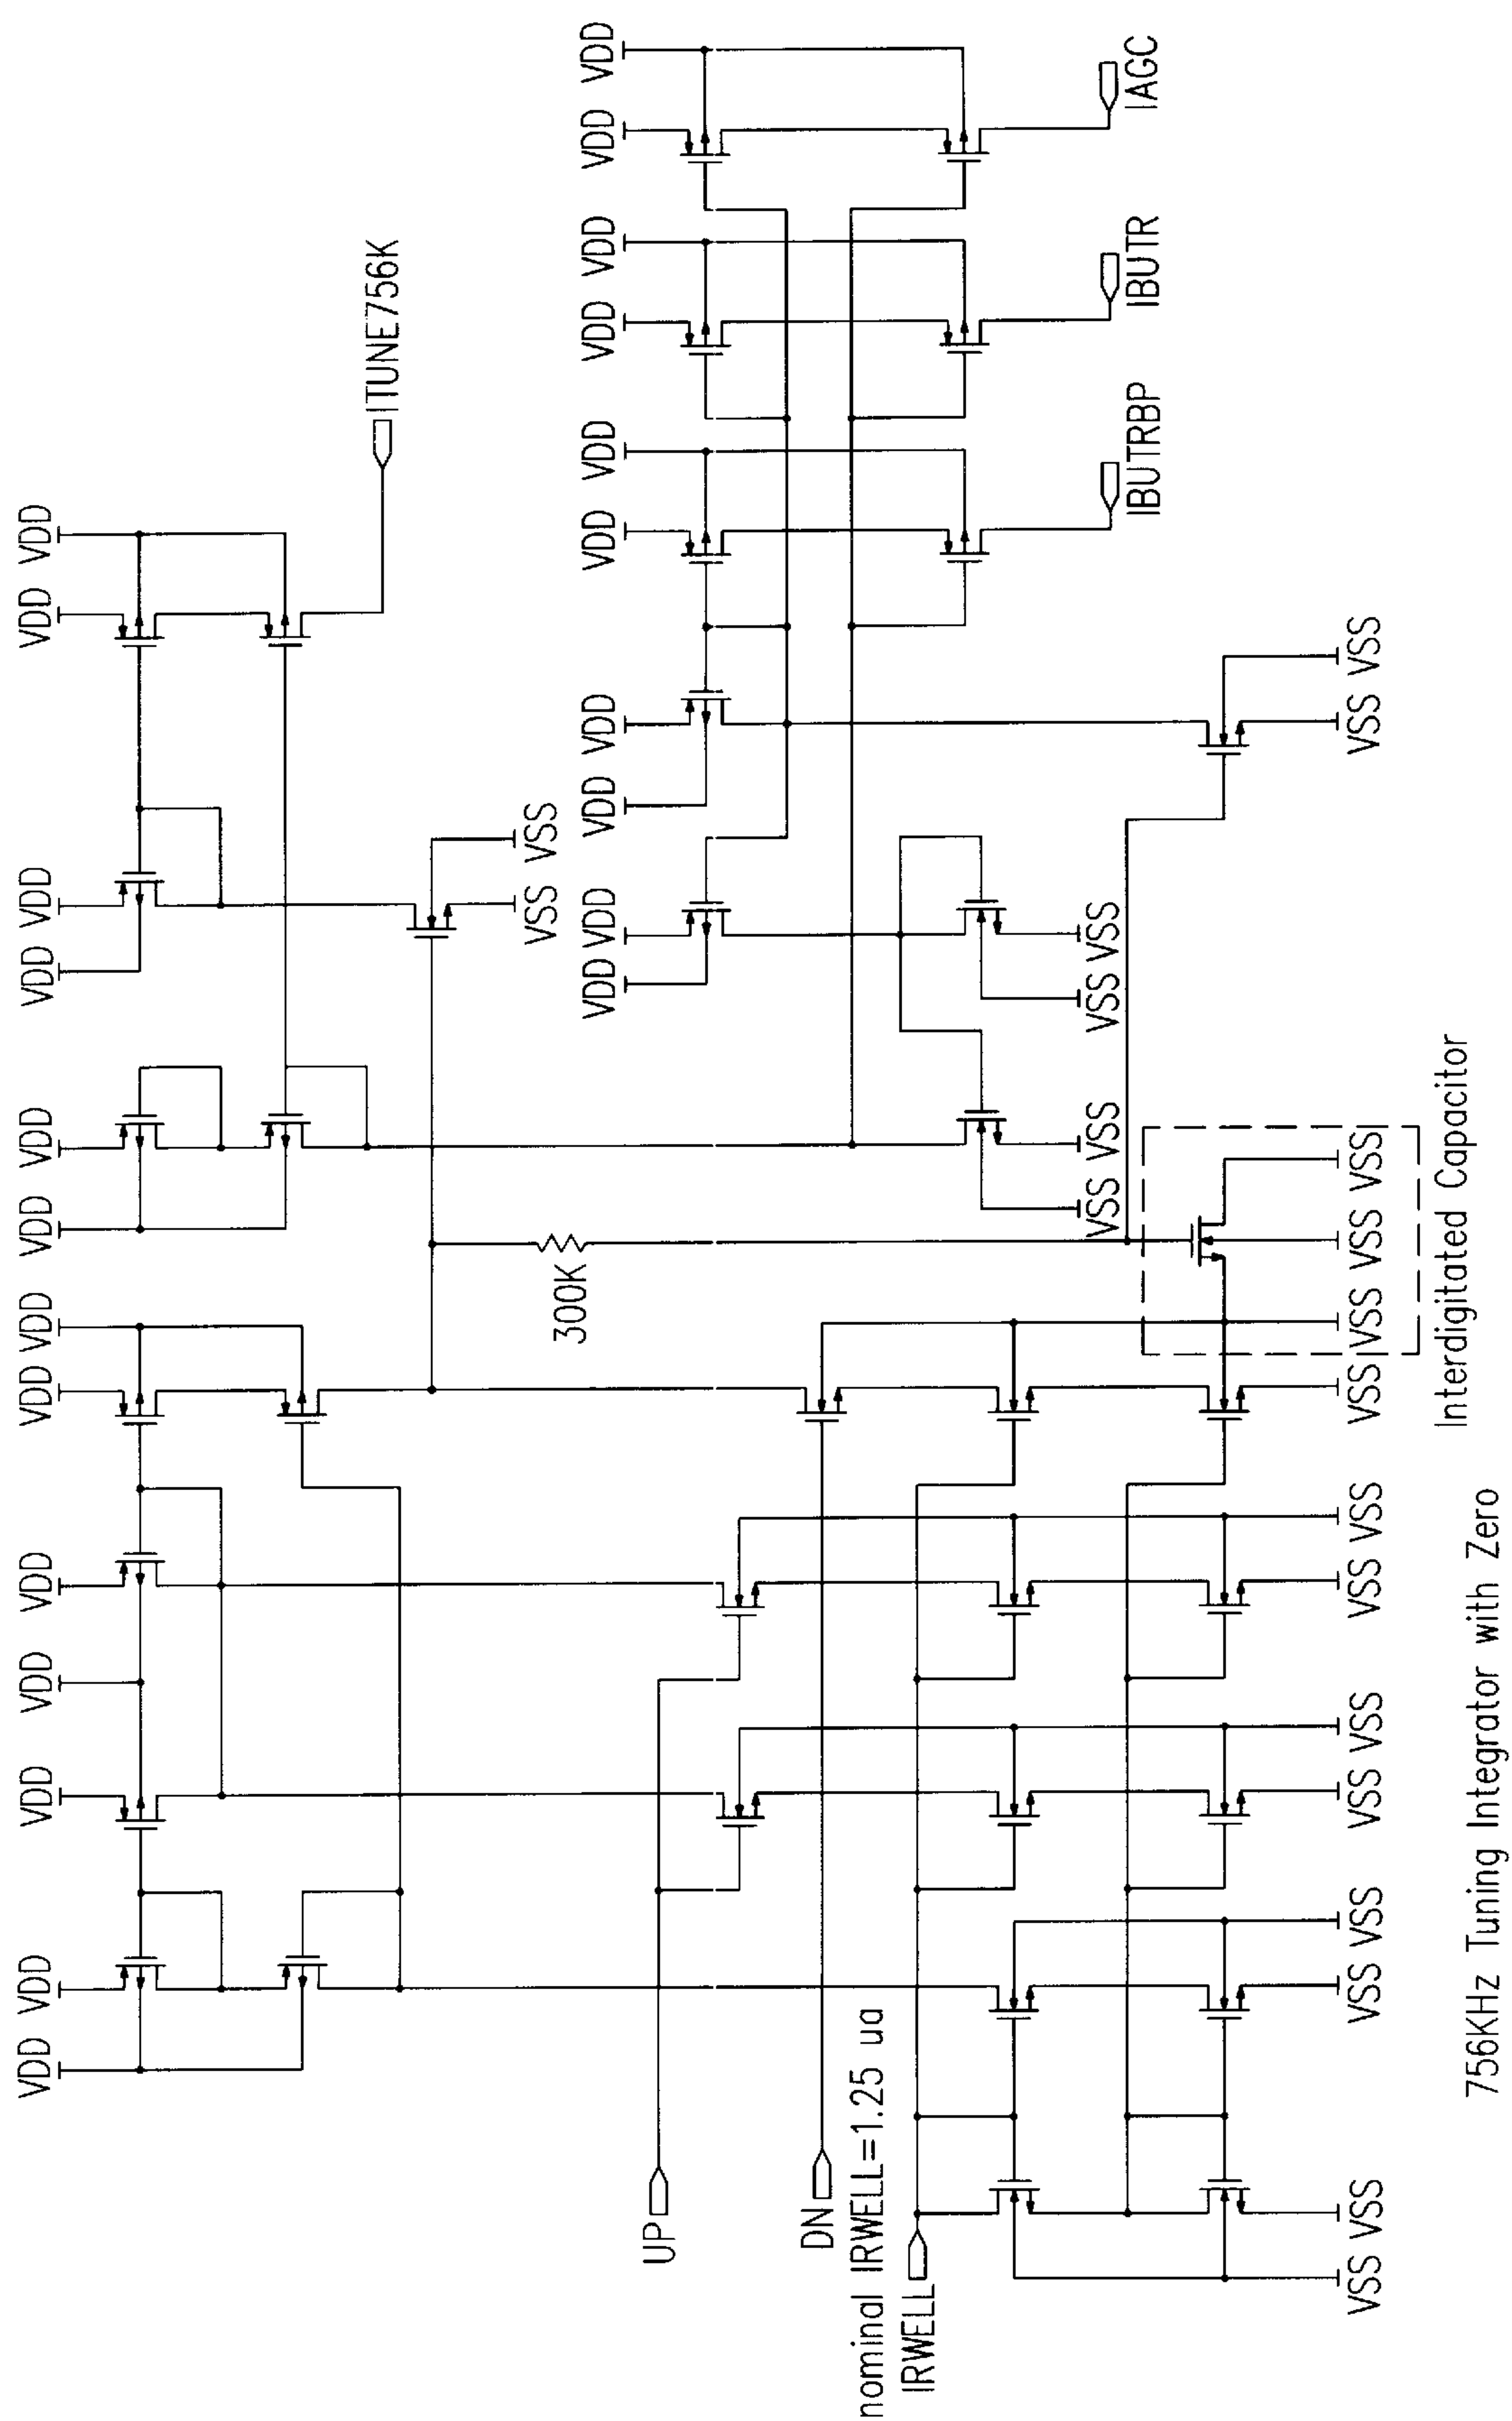 VDD
VDD
VDD
VDD
VDD
VDD
VDD
VDD
VDD
VDD
VDD
VDD
VDD
ITUNE756K
VSS
VSS
300K
VDD
VDD
VDD
VDD
VDD
VDD
VDD
VDD
VDD
VDD
UP
DN
nominal IRWELL=1.25 ua
IRWELL
VSS
VSS
VSS
VSS
IBUTRBP
IBUTR
IAGC
VSS
VSS
VSS
VSS
VSS
VSS
VSS
VSS
VSS
VSS
VSS
VSS
VSS
VSS
Interdigitated Capacitor
756KHz Tuning Integrator with Zero